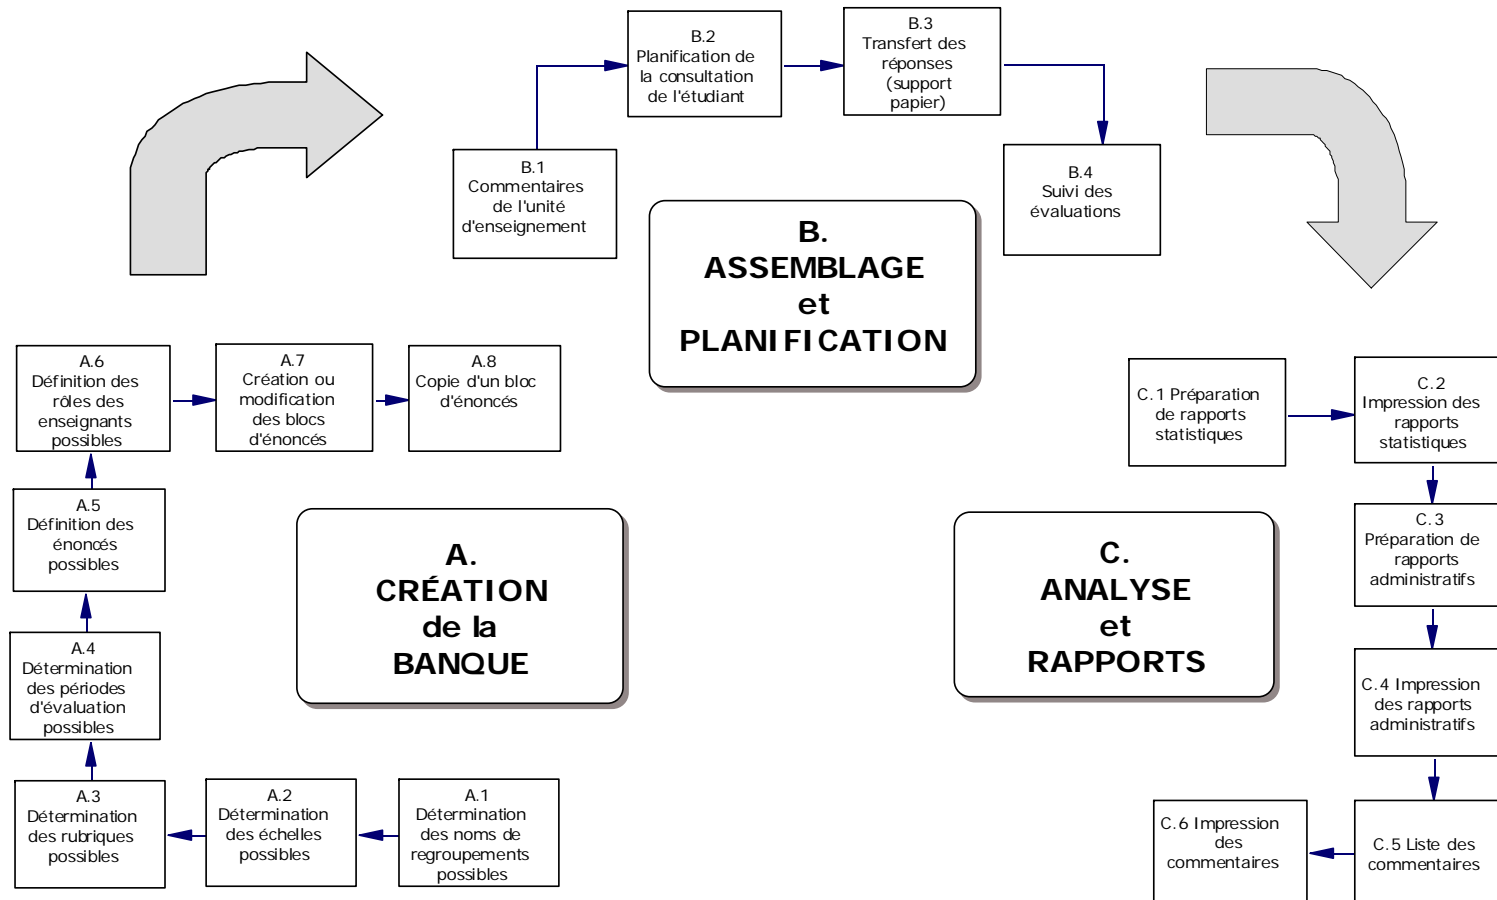 B.1
Commentaires
de l'unité
d'enseignement
B.2
Planification de
la consultation
de l'étudiant
B.3
Transfert des
réponses
(support
papier)
B.4
Suivi des
évaluations
B.
ASSEMBLAGE
et
PLANIFICATION
A.6
Définition des
rôles des
enseignants
possibles
A.7
Création ou
modification
des blocs
d'énoncés
A.8
Copie d'un bloc
d'énoncés
A.5
Définition des
énoncés
possibles
A.4
Détermination
des périodes
d'évaluation
possibles
A.3
Détermination
des rubriques
possibles
A.2
Détermination
des échelles
possibles
A.1
Détermination
des noms de
regroupements
possibles
A.
CRÉATION
de la
BANQUE
C.1 Préparation
de rapports
statistiques
C.2
Impression des
rapports
statistiques
C.3
Préparation de
rapports
administratifs
C.4 Impression
des rapports
administratifs
C.5 Liste des
commentaires
C.6 Impression
des
commentaires
C.
ANALYSE
et
RAPPORTS